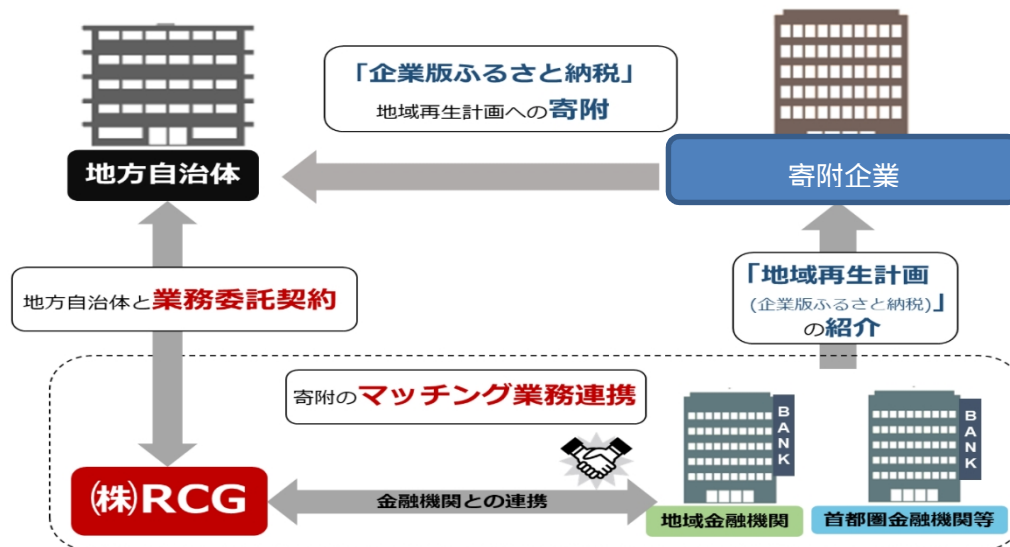 「企業版ふるさと納税」
地域再生計画への寄附
地方自治体
寄附企業
地方自治体と業務委託契約
「地域再生計画
(企業版ふるさと納税)」
の紹介
寄附のマッチング業務連携
BANK
BANK
㈱RCG
金融機関との連携
地域金融機関
首都圏金融機関等